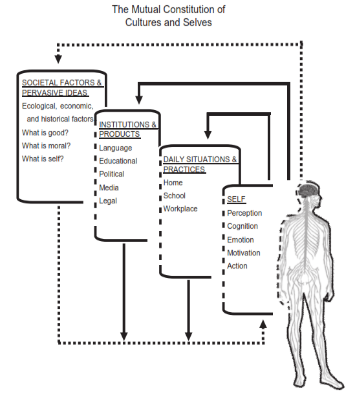 The Mutual Constitution of
Cultures and Selves
SOCIETAL FACTORS &
PERVASIVE IDEAS
Ecological, economic,
and historical factors
What is good?
What is moral?
What is self?
INSTITUTIONS &
PRODUCTS
Language
Educational
Political
Media
Legal
DAILY SITUATIONS &
PRACTICES
Home
School
Workplace
SELF
Perception
Cognition
Emotion
Motivation
Action